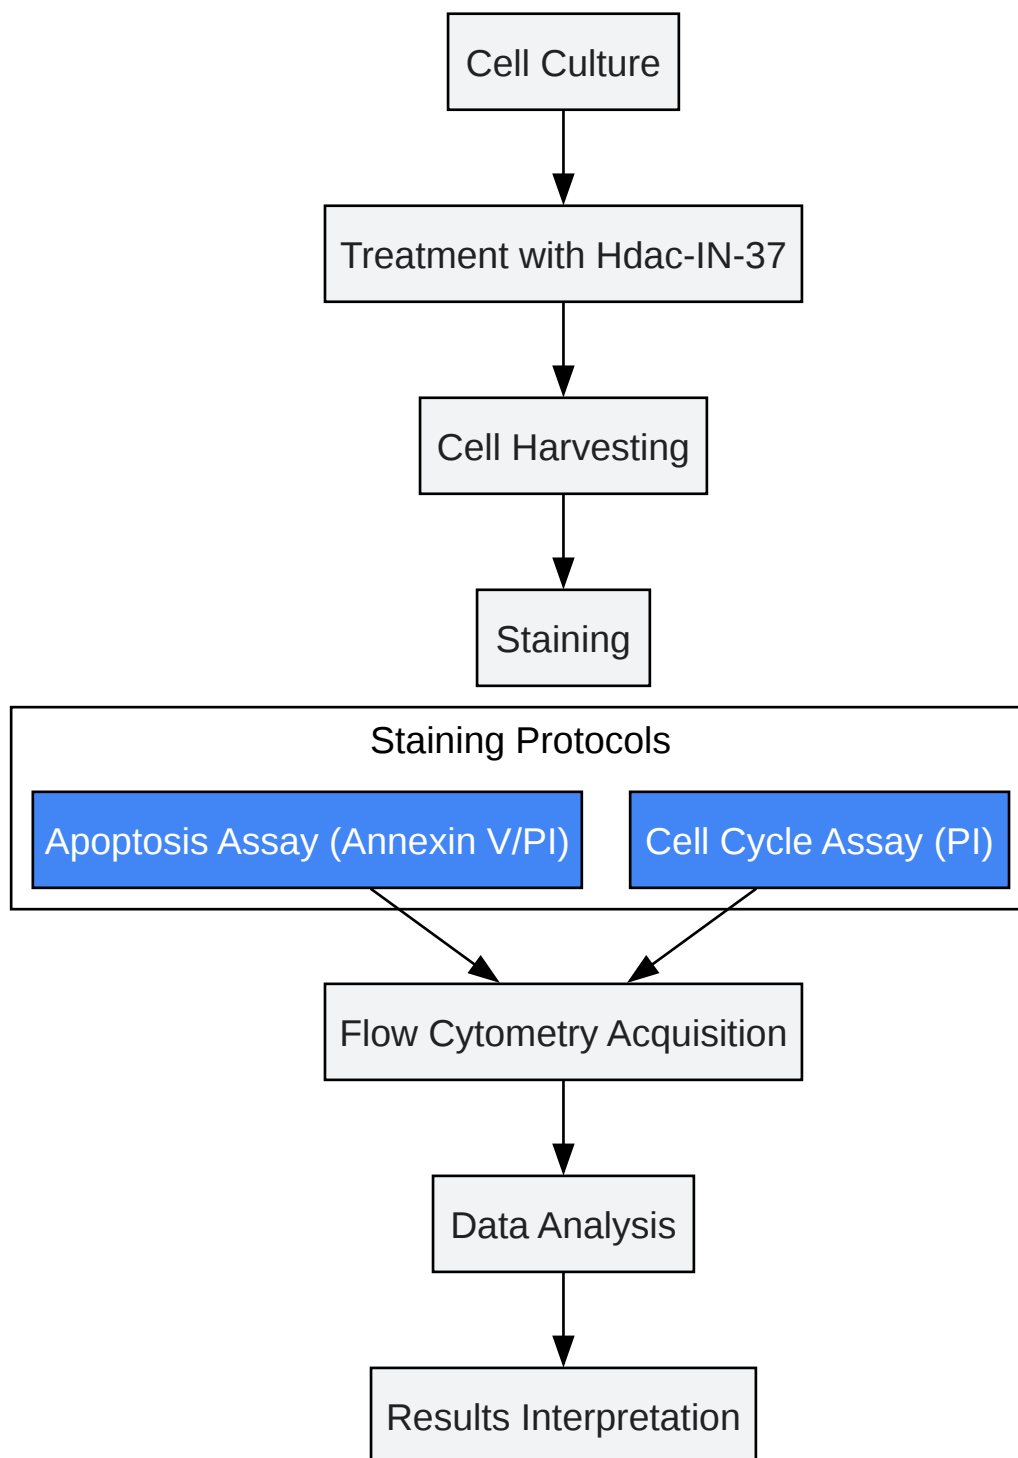 Cell Culture
Treatment with Hdac-IN-37
Cell Harvesting
Staining
Staining Protocols
Apoptosis Assay (Annexin V/PI)
Cell Cycle Assay (PI)
Flow Cytometry Acquisition
Data Analysis
Results Interpretation